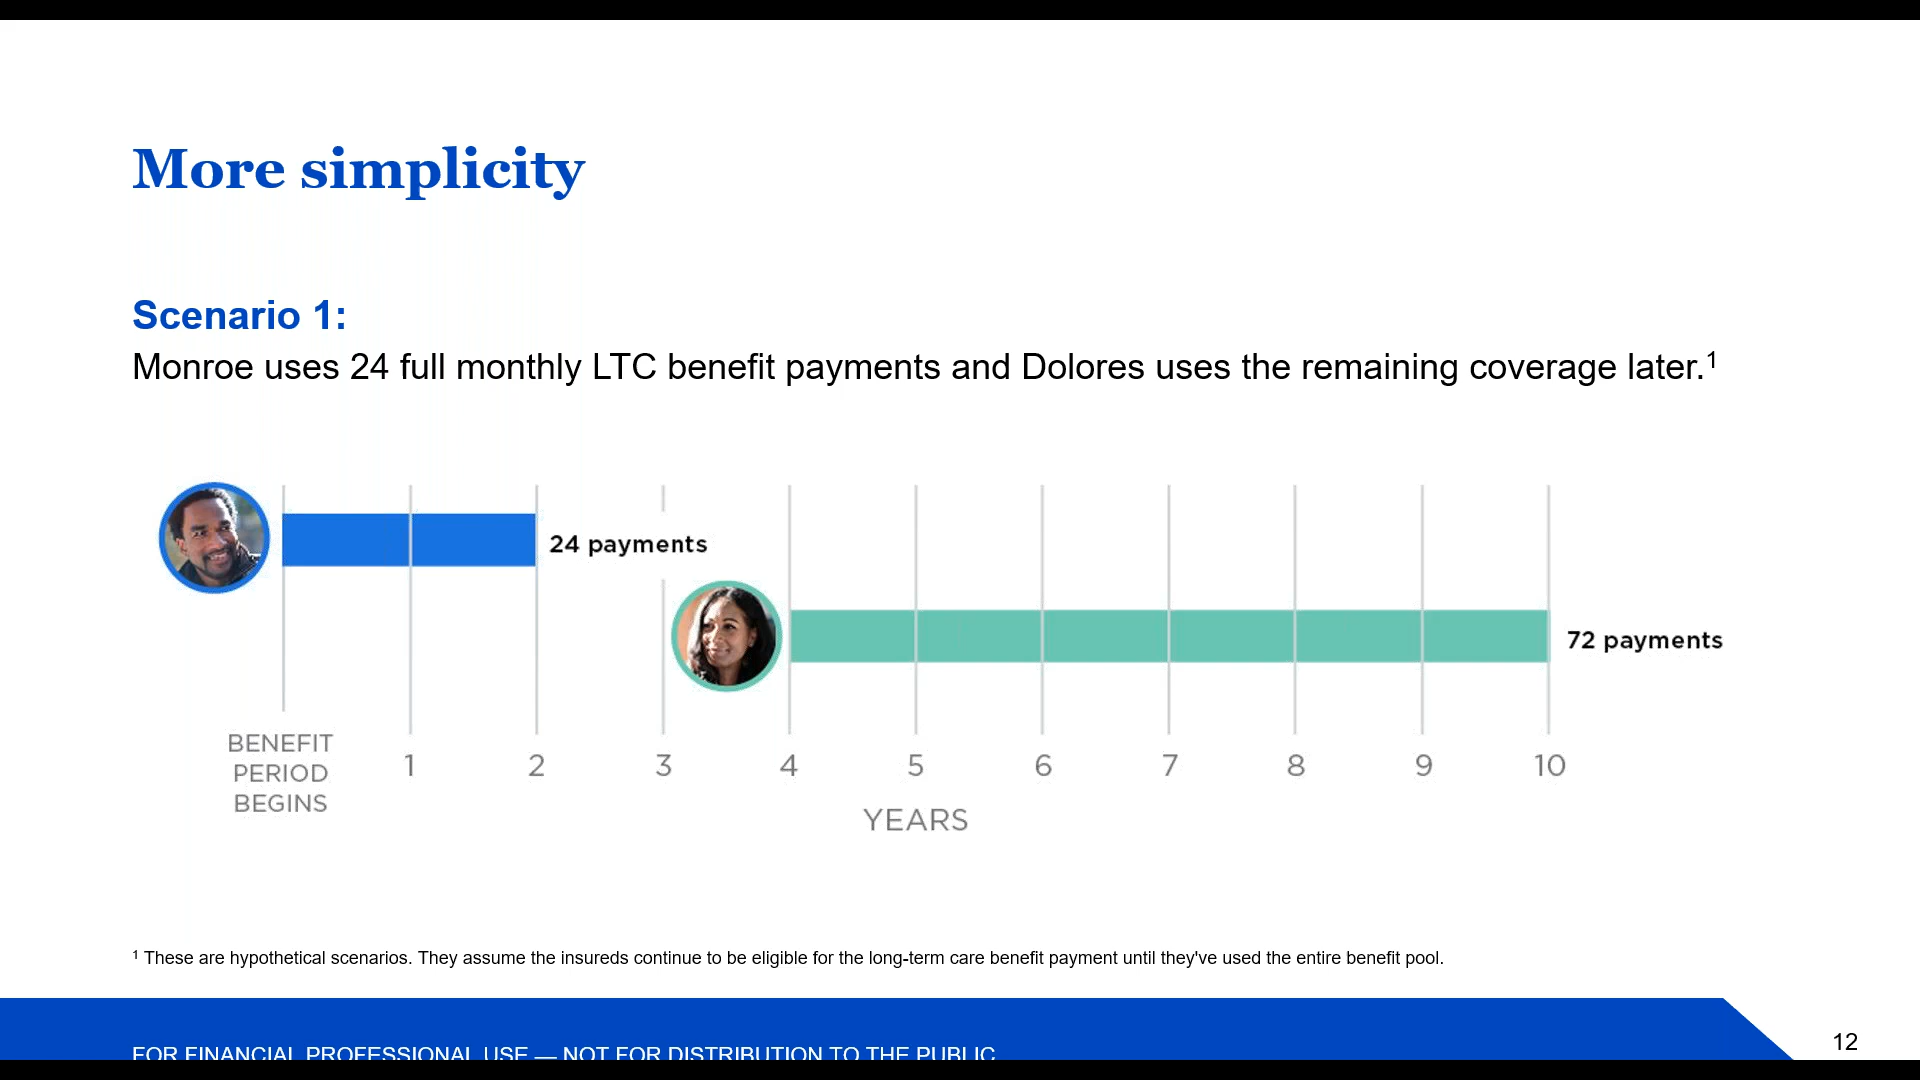 More simplicity
Scenario 1:
Monroe uses 24 full monthly LTC benefit payments and Dolores uses the remaining coverage later.¹
24 payments
72 payments
BENEFIT
PERIOD
BEGINS
1 2 3 4 5 6 7 8 9 10
YEARS
¹ These are hypothetical scenarios. They assume the insureds continue to be eligible for the long-term care benefit payment until they've used the entire benefit pool.
FOR FINANCIAL PROFESSIONAL USE — NOT FOR DISTRIBUTION TO THE PUBLIC
12